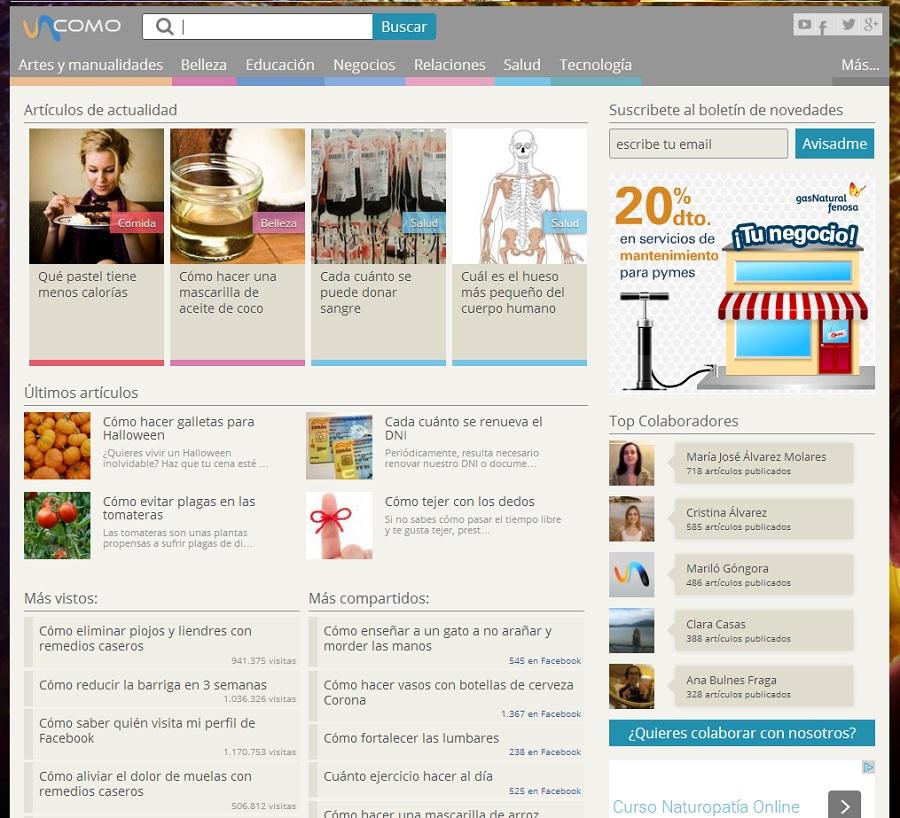 COMO
Buscar
Artes y manualidades Belleza Educación Negocios Relaciones Salud Tecnología Más...
Artículos de actualidad
Comida
Qué pastel tiene
menos calorías
Belleza
Cómo hacer una
mascarilla de
aceite de coco
Salud
Cada cuánto se
puede donar
sangre
Salud
Cuál es el hueso
más pequeño del
cuerpo humano
Últimos artículos
Cómo hacer galletas para
Halloween
¿Quieres vivir un Halloween
inolvidable? Haz que tu cena esté ...
Cada cuánto se renueva el
DNI
Periódicamente, resulta necesario
renovar nuestro DNI o docume...
Cómo evitar plagas en las
tomateras
Las tomateras son unas plantas
propensas a sufrir plagas de di...
Cómo tejer con los dedos
Si no sabes cómo pasar el tiempo libre
y te gusta tejer, prest...
Más vistos:
Cómo eliminar piojos y liendres con
remedios caseros
941.375 visitas
Cómo reducir la barriga en 3 semanas
1.036.326 visitas
Cómo saber quién visita mi perfil de
Facebook
1.170.753 visitas
Cómo aliviar el dolor de muelas con
remedios caseros
506.812 visitas
Más compartidos:
Cómo enseñar a un gato a no arañar y
morder las manos
545 en Facebook
Cómo hacer vasos con botellas de cerveza
Corona
1.367 en Facebook
Cómo fortalecer las lumbares
238 en Facebook
Cuánto ejercicio hacer al día
525 en Facebook
Cómo hacer una mascarilla de arroz
Suscribete al boletín de novedades
escribe tu email
Avisadme
20% dto.
en servicios de
mantenimiento
para pymes
gasNatural
fenosa
¡Tu negocio!
Top Colaboradores
María José Álvarez Molares
718 artículos publicados
Cristina Álvarez
585 artículos publicados
Mariló Góngora
486 artículos publicados
Clara Casas
388 artículos publicados
Ana Bulnes Fraga
328 artículos publicados
¿Quieres colaborar con nosotros?
Curso Naturopatía Online